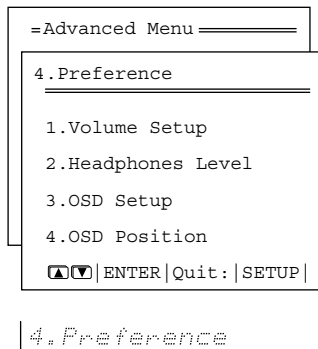 =Advanced Menu
4.Preference
1.Volume Setup
2.Headphones Level
3.OSD Setup
4.OSD Position
▲▼|ENTER|Quit:|SETUP|
4.Preference